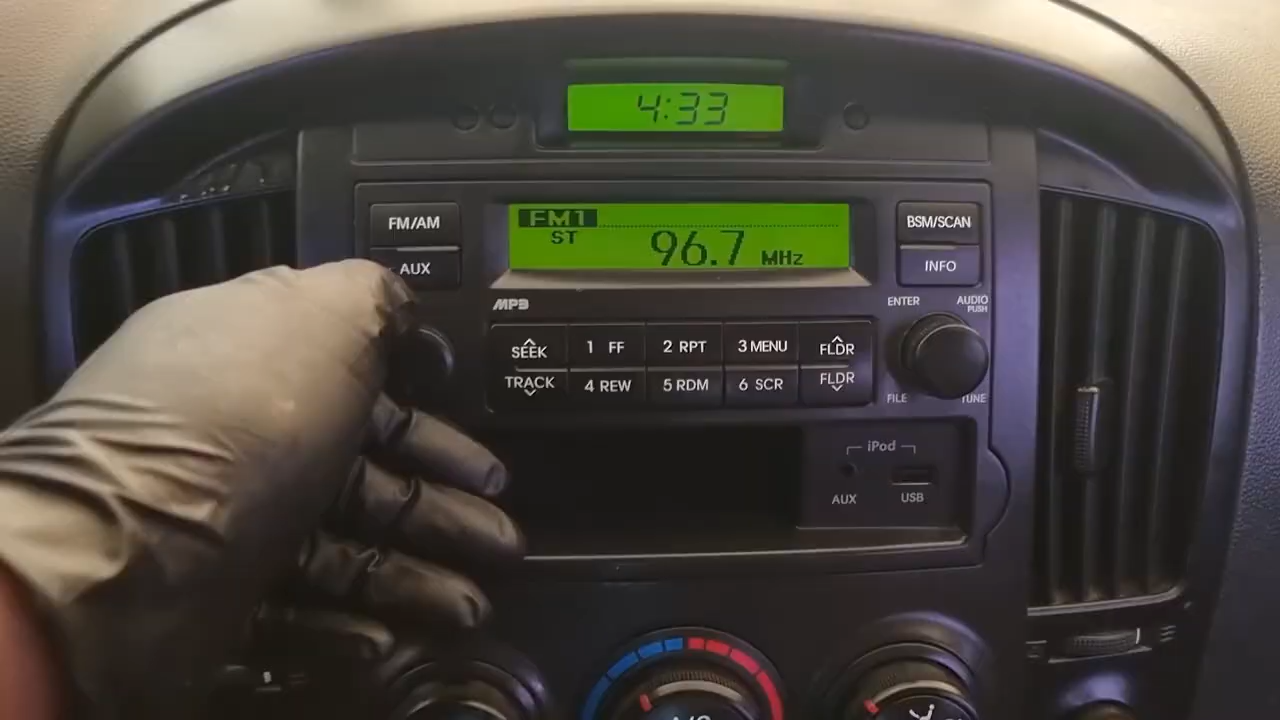 4:33
FM/AM
AUX
FM1
ST
96.7 MHz
BSM/SCAN
INFO
MP3
ENTER
AUDIO
PUSH
SEEK
1 FF
2 RPT
3 MENU
FLDR
TRACK
4 REW
5 RDM
6 SCR
FLDR
FILE
TUNE
iPod
AUX
USB